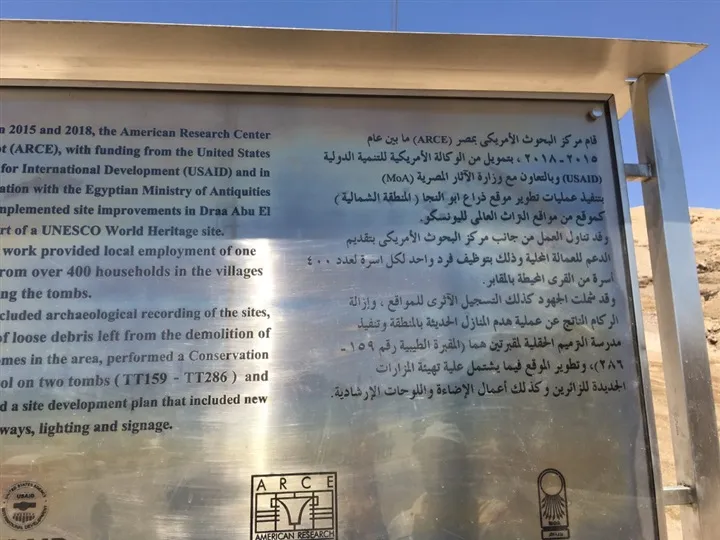 n 2015 and 2018, the American Research Center
t (ARCE), with funding from the United States
for International Development (USAID) and in
ation with the Egyptian Ministry of Antiquities
mplemented site improvements in Draa Abu El
rt of a UNESCO World Heritage site.
work provided local employment of one
rom over 400 households in the villages
ng the tombs.
cluded archaeological recording of the sites,
of loose debris left from the demolition of
mes in the area, performed a Conservation
ol on two tombs (TT159 - TT286) and
d a site development plan that included new
ways, lighting and signage.
قام مركز البحوث الأمريكى بمصر (ARCE) ما بين عام
٢٠١٥-٢٠١٨ ، بتمويل من الوكالة الأمريكية للتنمية الدولية
(USAID) وبالتعاون مع وزارة الآثار المصرية (MoA)
بتنفيذ عمليات تطوير موقع ذراع ابو النجا (المنطقة الشمالية )
كموقع من مواقع التراث العالى لليونسكو.
وقد تناول العمل من جانب مركز البحوث الأمريكى بتقديم
الدعم للعمالة المحلية وذلك بتوظيف فرد واحد لكل اسرة لعدد ٤٠٠
أسرة من القرى المحيطة بالمقابر.
وقد شملت الجهود كذلك التسجيل الآثرى للمواقع ، وإزالة
الركام الناتج عن عملية هدم المنازل الحديثة بالمنطقة وتنفيذ
مدرسة الترميم الحقلية لمقبرتين هما (المقبرة الطيبية رقم ١٥٩ -
٢٨٦)، وتطوير الموقع فيما يشتمل علية تهيئة المزارات
الجديدة للزائرين وكذلك أعمال الإضاءة واللوحات الإرشادية.
USAID
ARCE
AMERICAN RESEARCH